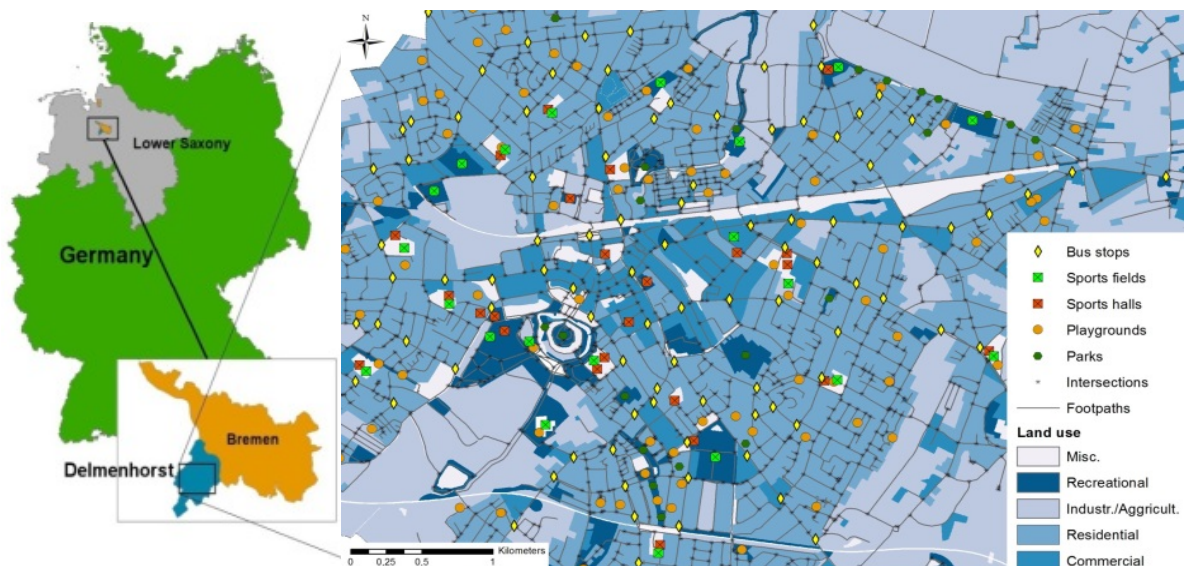 Lower Saxony
Germany
Bremen
Delmenhorst
N
0 0.25 0.5 1
Kilometers
Bus stops
Sports fields
Sports halls
Playgrounds
Parks
Intersections
Footpaths
Land use
Misc.
Recreational
Industr./Aggricult.
Residential
Commercial